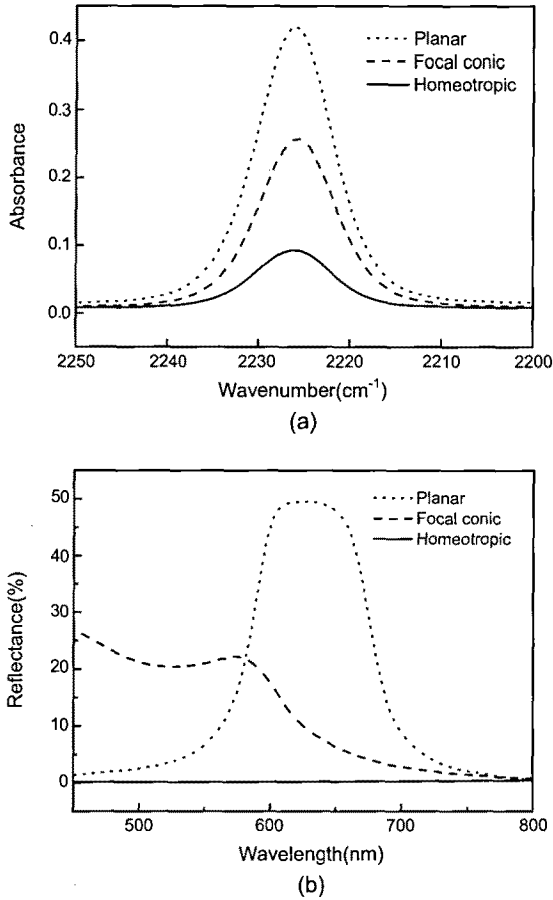 0.4
0.3
0.2
0.1
0.0
Absorbance
Planar
Focal conic
Homeotropic
2250 2240 2230 2220 2210 2200
Wavenumber(cm⁻¹)
(a)
50
40
30
20
10
0
Reflectance(%)
Planar
Focal conic
Homeotropic
500 600 700 800
Wavelength(nm)
(b)